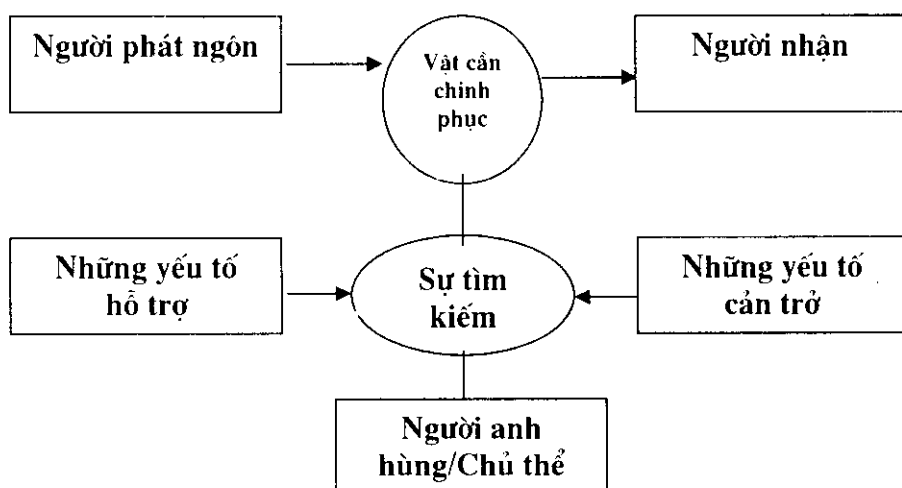 Người phát ngôn
Vật cần
chinh
phục
Người nhận
Những yếu tố
hỗ trợ
Sự tìm
kiếm
Những yếu tố
cản trở
Người anh
hùng/Chủ thể